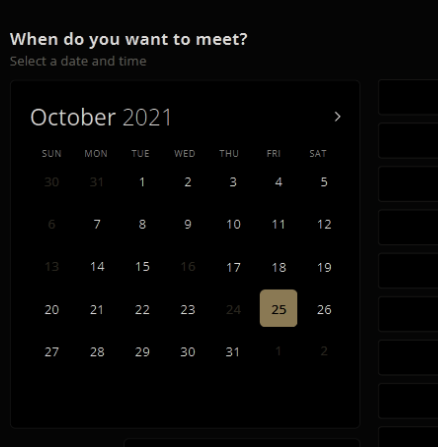 When do you want to meet?
Select a date and time
October 2021
SUN MON TUE WED THU FRI SAT
30 31 1 2 3 4 5
6 7 8 9 10 11 12
13 14 15 16 17 18 19
20 21 22 23 24 25 26
27 28 29 30 31 1 2